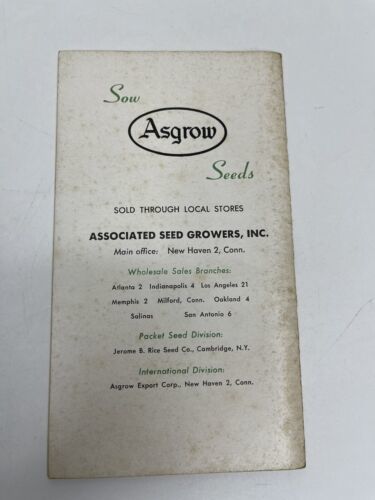 Sow
Asgrow
Seeds
SOLD THROUGH LOCAL STORES
ASSOCIATED SEED GROWERS, INC.
Main office: New Haven 2, Conn.
Wholesale Sales Branches:
Atlanta 2 Indianapolis 4 Los Angeles 21
Memphis 2 Milford, Conn. Oakland 4
Salinas San Antonio 6
Packet Seed Division:
Jerome B. Rice Seed Co., Cambridge, N.Y.
International Division:
Asgrow Export Corp., New Haven 2, Conn.